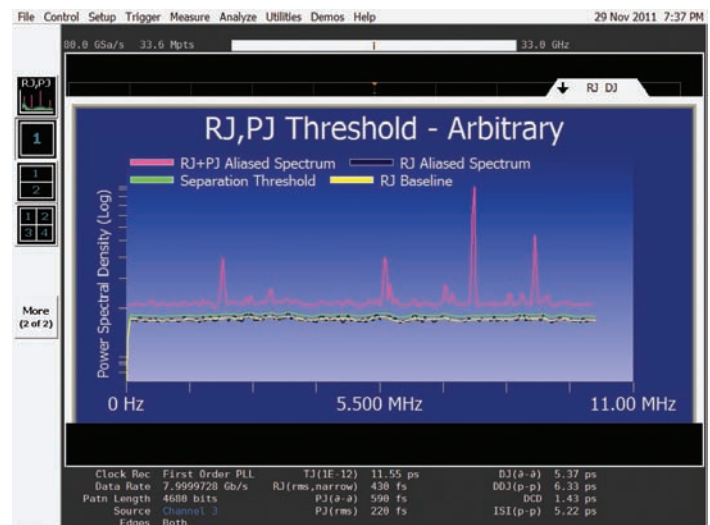 File Control Setup Trigger Measure Analyze Utilities Demos Help 29 Nov 2011 7:37 PM
80.0 GSa/s 33.6 Mpts 33.0 GHz
RJ,PJ
RJ DJ
1
RJ,PJ Threshold - Arbitrary
RJ+PJ Aliased Spectrum RJ Aliased Spectrum
Separation Threshold RJ Baseline
1
2
1 2
3 4
Power Spectral Density (Log)
More
(2 of 2)
0 Hz 5.500 MHz 11.00 MHz
Clock Rec First Order PLL TJ(1E-12) 11.55 ps DJ(∂-∂) 5.37 ps
Data Rate 7.9999728 Gb/s RJ(rms,narrow) 430 fs DDJ(p-p) 6.33 ps
Patn Length 4680 bits PJ(∂-∂) 590 fs DCD 1.43 ps
Source Channel 3 PJ(rms) 220 fs ISI(p-p) 5.22 ps
Edges Both